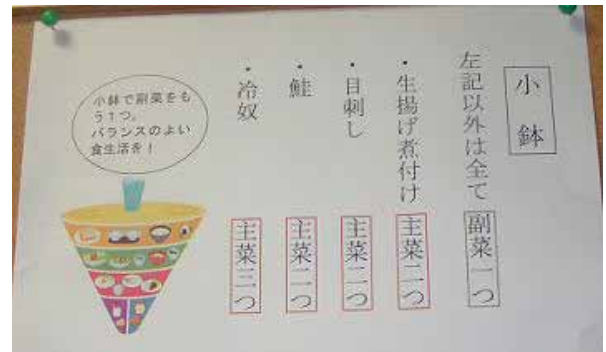 小鉢
左記以外は全て 副菜一つ
・生揚げ煮付け 主菜二つ
・目刺し 主菜二つ
・鮭 主菜二つ
・冷奴 主菜三つ
小鉢で副菜をも
う1つ。
バランスのよい
食生活を!